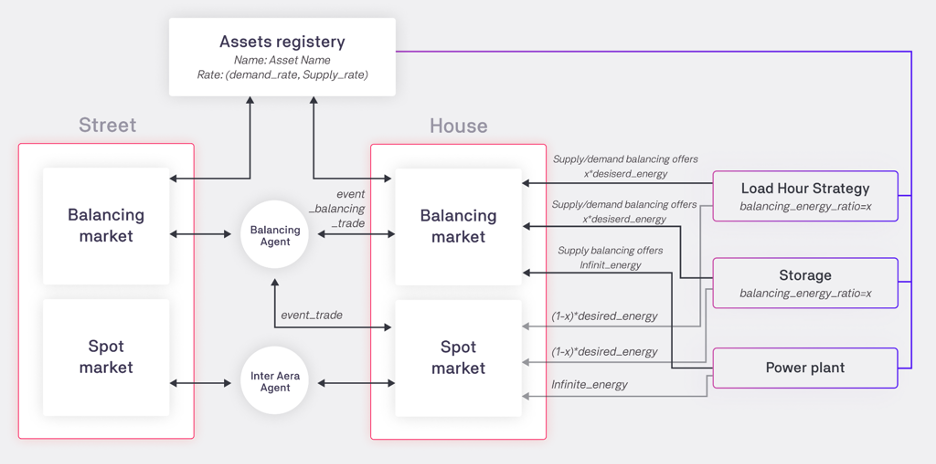 Assets registery
Name: Asset Name
Rate: (demand_rate, Supply_rate)
Street
House
Balancing
market
Spot
market
Balancing
Agent
event
_balancing
_trade
event_trade
Inter Aera
Agent
Balancing
market
Spot
market
Supply/demand balancing offers
x*desiserd_energy
Supply/demand balancing offers
x*desiserd_energy
Supply balancing offers
Infinit_energy
(1-x)*desired_energy
(1-x)*desired_energy
Infinite_energy
Load Hour Strategy
balancing_energy_ratio=x
Storage
balancing_energy_ratio=x
Power plant